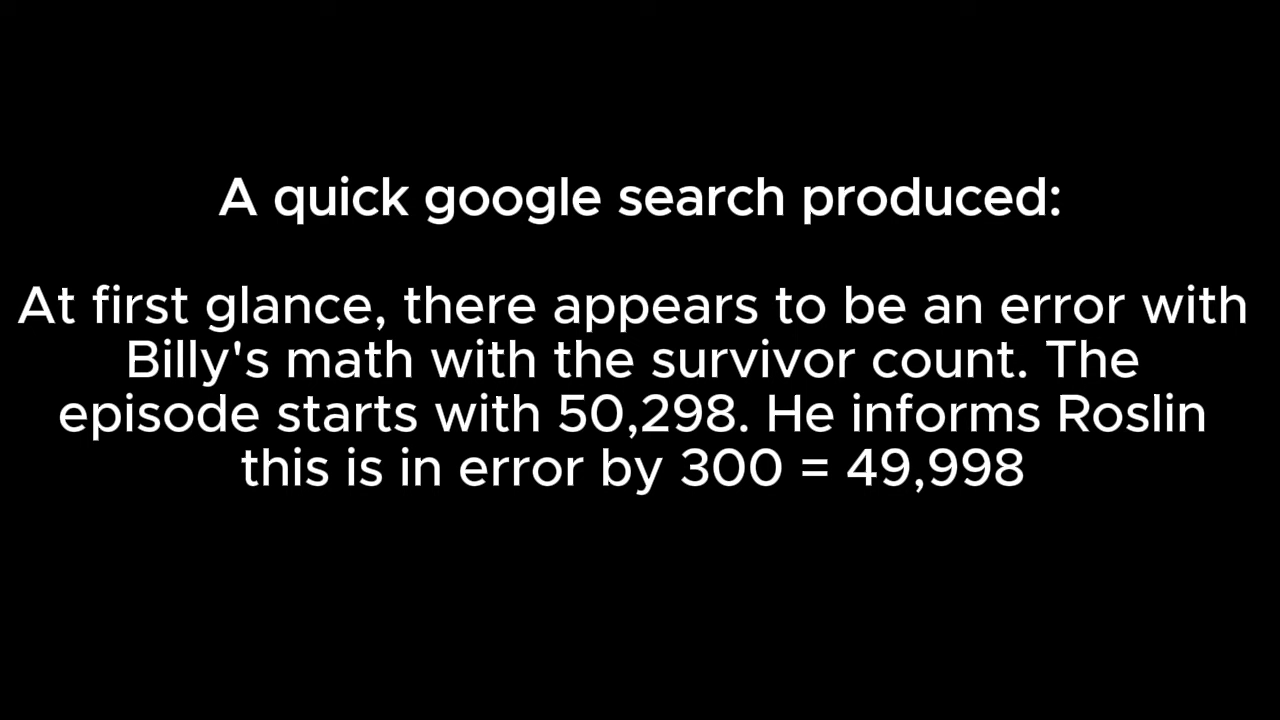 A quick google search produced:
At first glance, there appears to be an error with
Billy's math with the survivor count. The
episode starts with 50,298. He informs Roslin
this is in error by 300 = 49,998